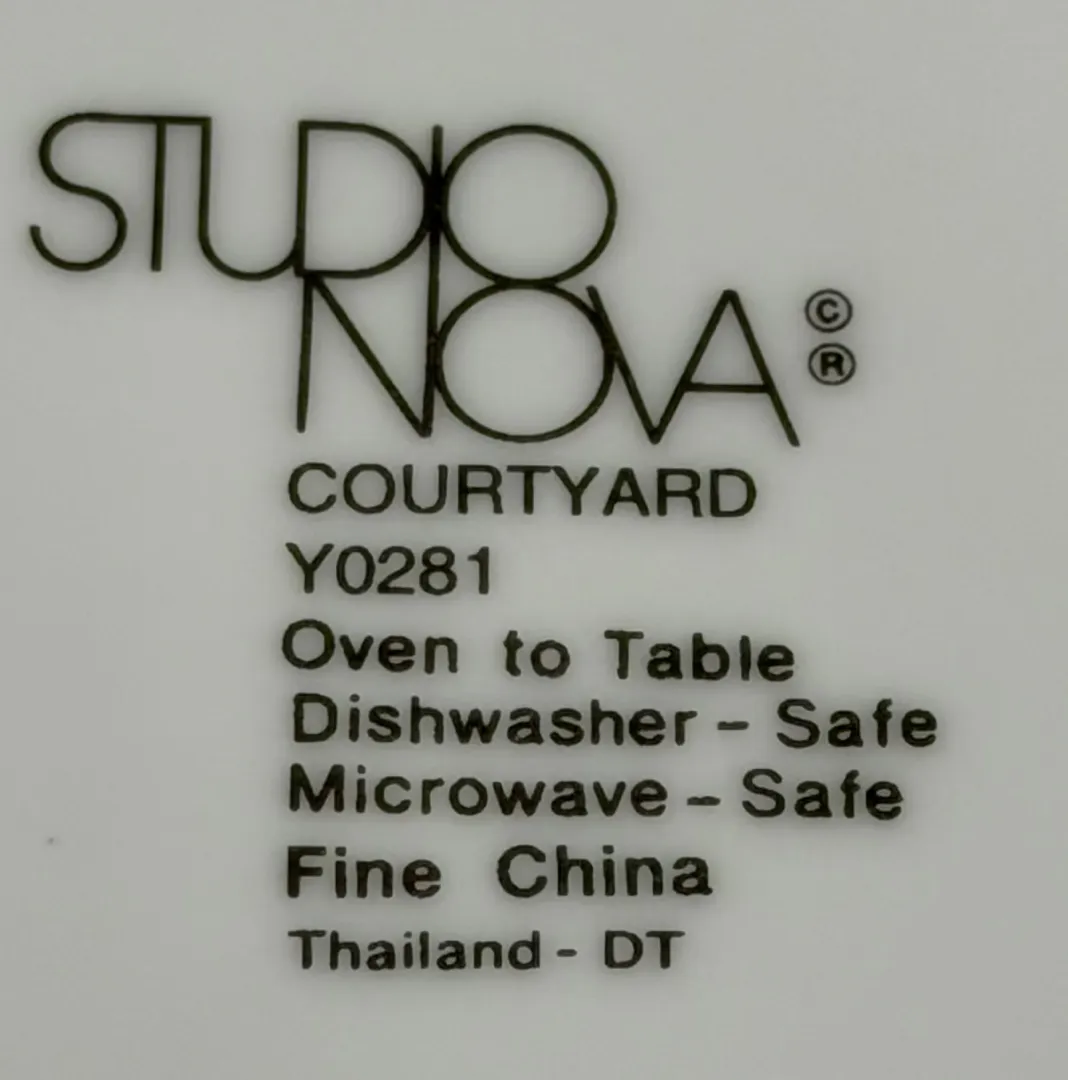 STUDIO
NOVA © ®
COURTYARD
Y0281
Oven to Table
Dishwasher - Safe
Microwave - Safe
Fine China
Thailand - DT